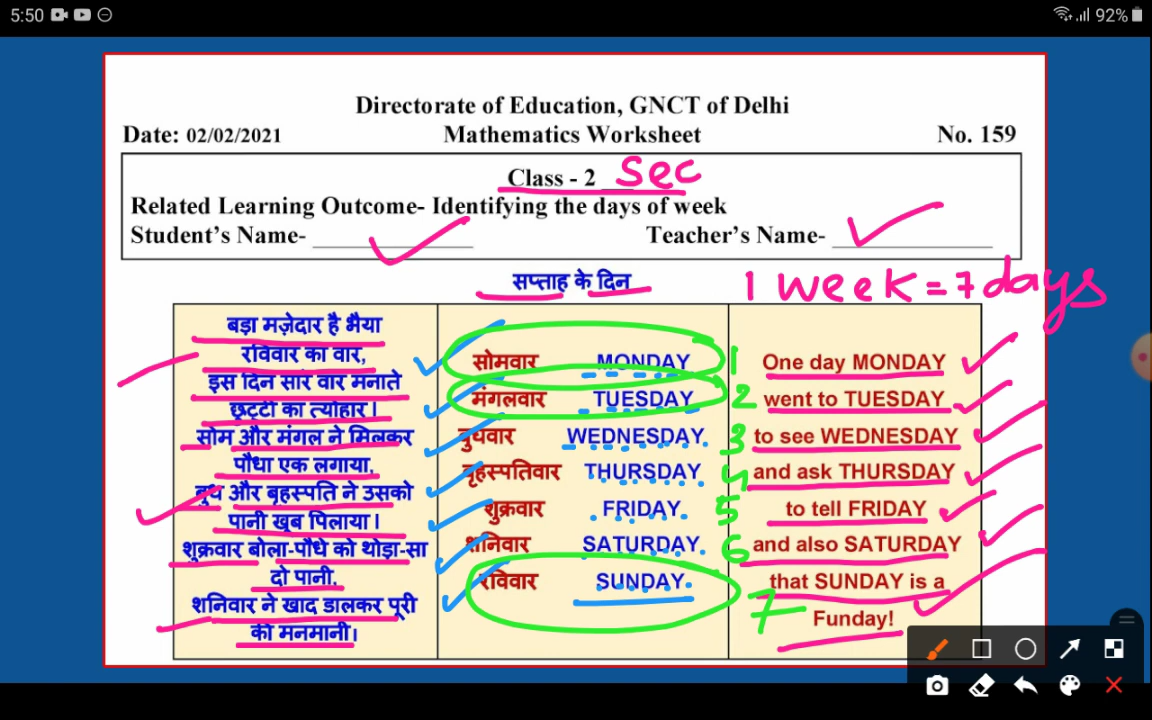 5:50
92%
Directorate of Education, GNCT of Delhi
Date: 02/02/2021 Mathematics Worksheet No. 159
Class - 2 Sec
Related Learning Outcome- Identifying the days of week
Student's Name- Teacher's Name-
सप्ताह के दिन
1 week = 7 days
बड़ा मज़ेदार है भैया
रविवार का वार,
इस दिन सारे वार मनाते
छुट्टी का त्योहार।
सोम और मंगल ने मिलकर
पौधा एक लगाया,
बुध और बृहस्पति ने उसको
पानी खूब पिलाया।
शुक्रवार बोला-पौधे को थोड़ा-सा
दो पानी,
शनिवार ने खाद डालकर पूरी
की मनमानी।
सोमवार MONDAY
मंगलवार TUESDAY
बुधवार WEDNESDAY
बृहस्पतिवार THURSDAY
शुक्रवार FRIDAY
शनिवार SATURDAY
रविवार SUNDAY
1 One day MONDAY
2 went to TUESDAY
3 to see WEDNESDAY
4 and ask THURSDAY
5 to tell FRIDAY
6 and also SATURDAY
7 that SUNDAY is a
Funday!